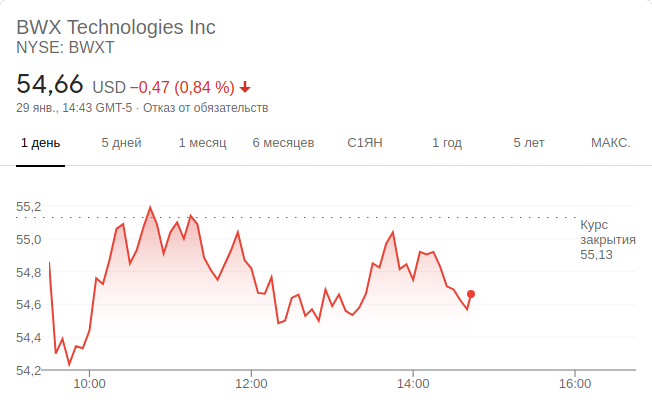 BWX Technologies Inc
NYSE: BWXT
54,66 USD −0,47 (0,84 %)
29 янв., 14:43 GMT-5 · Отказ от обязательств
1 день 5 дней 1 месяц 6 месяцев С1ЯН 1 год 5 лет МАКС.
55,2
Курс
закрытия
55,13
55,0
54,8
54,6
54,4
54,2
10:00 12:00 14:00 16:00